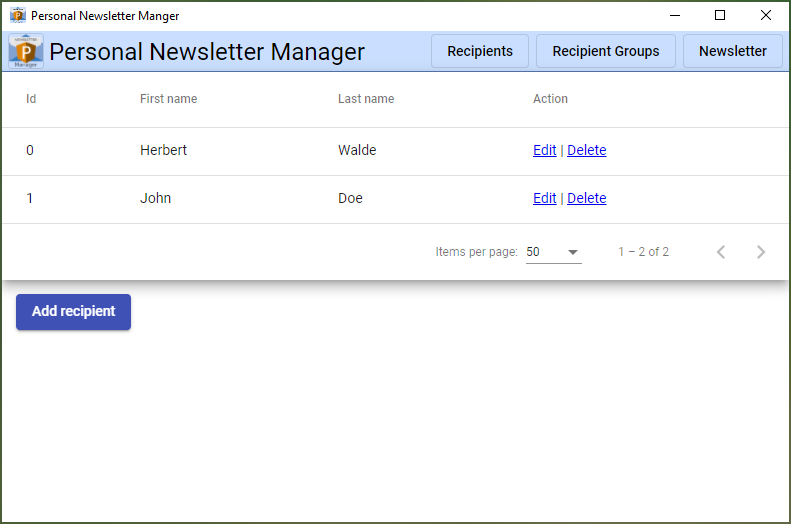 Personal Newsletter Manger
Personal Newsletter Manager Recipients Recipient Groups Newsletter
Id First name Last name Action
0 Herbert Walde Edit | Delete
1 John Doe Edit | Delete
Items per page: 50 1 – 2 of 2
Add recipient